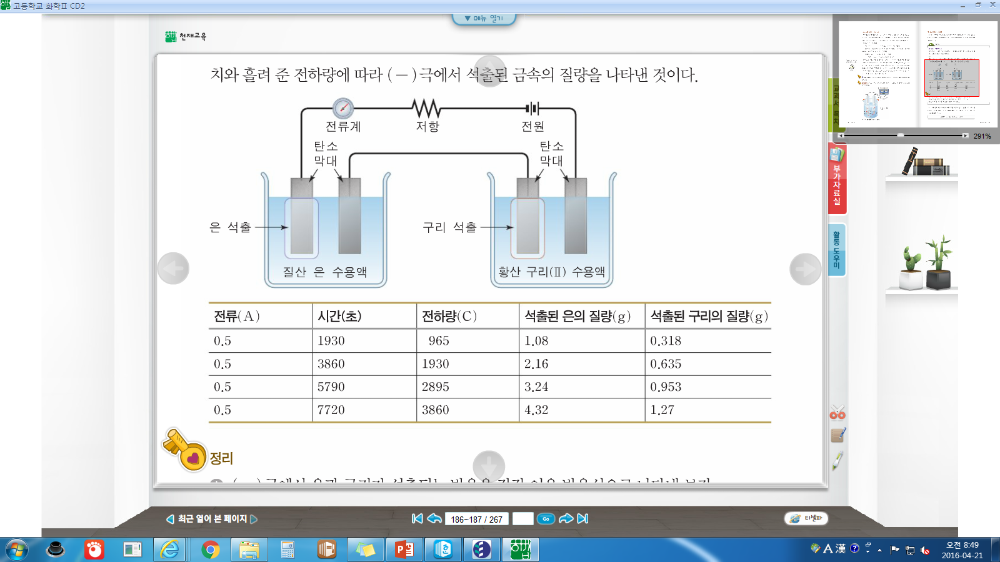 고등학교 화학Ⅱ CD2
▼ 메뉴 열기
천재교육
291%
치와 흘려 준 전하량에 따라 (-)극에서 석출된 금속의 질량을 나타낸 것이다.
전류계
저항
전원
탄소
막대
탄소
막대
은 석출
구리 석출
질산 은 수용액
황산 구리(Ⅱ) 수용액
전류(A) 시간(초) 전하량(C) 석출된 은의 질량(g) 석출된 구리의 질량(g)
0.5 1930 965 1.08 0.318
0.5 3860 1930 2.16 0.635
0.5 5790 2895 3.24 0.953
0.5 7720 3860 4.32 1.27
정리
부가자료실
활동 도우미
최근 열어 본 페이지
186~187 / 267
Go
티셀파
A 漢
오전 8:49
2016-04-21